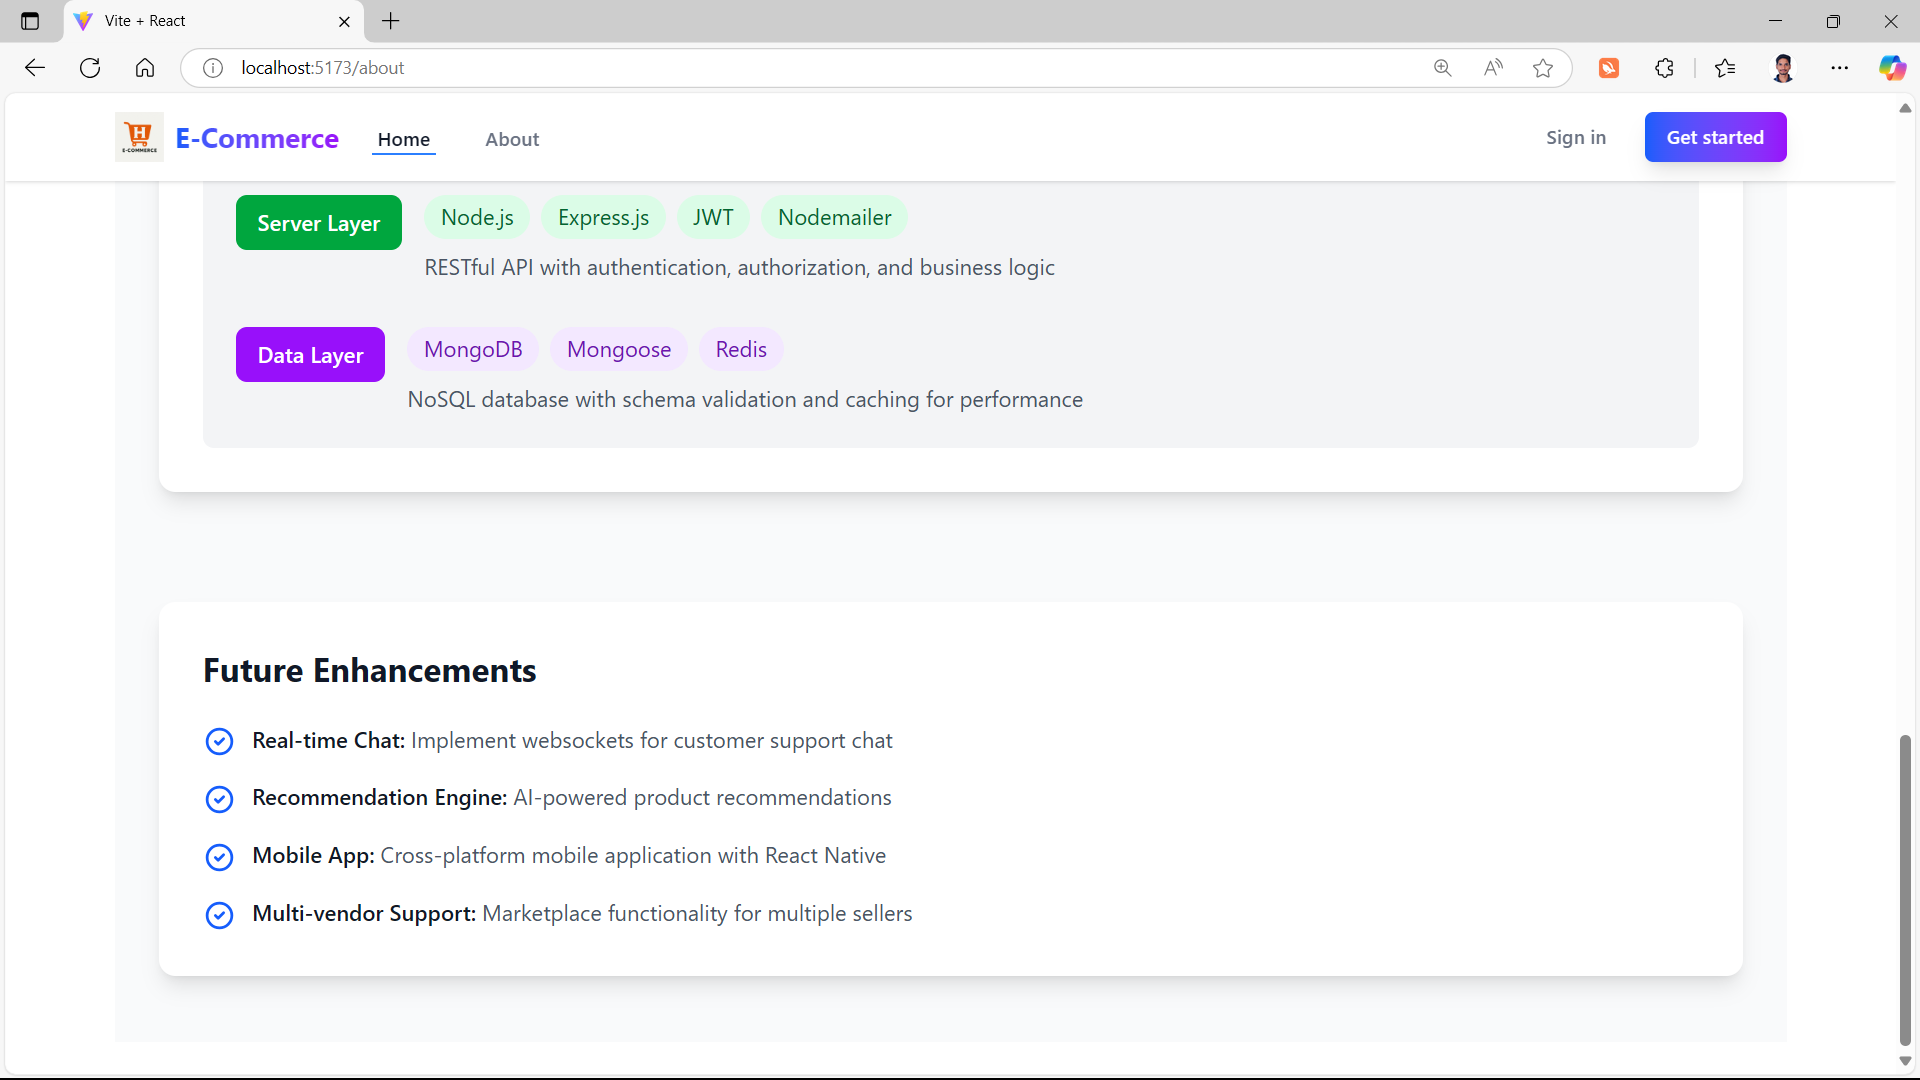 Vite + React
localhost:5173/about
H
E-COMMERCE
E-Commerce
Home
About
Sign in
Get started
Server Layer
Node.js
Express.js
JWT
Nodemailer
RESTful API with authentication, authorization, and business logic
Data Layer
MongoDB
Mongoose
Redis
NoSQL database with schema validation and caching for performance
Future Enhancements
Real-time Chat: Implement websockets for customer support chat
Recommendation Engine: AI-powered product recommendations
Mobile App: Cross-platform mobile application with React Native
Multi-vendor Support: Marketplace functionality for multiple sellers